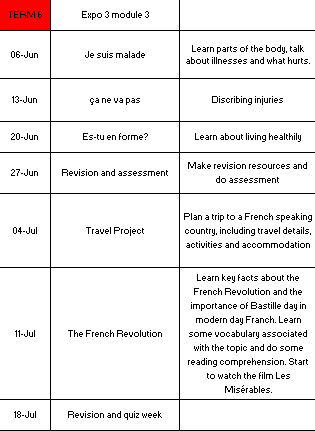 TERM 6
Expo 3 module 3
06-Jun
Je suis malade
Learn parts of the body, talk
about illnesses and what hurts.
13-Jun
ça ne va pas
Discribing injuries
20-Jun
Es-tu en forme?
Learn about living healthily
27-Jun
Revision and assessment
Make revision resources and
do assessment
04-Jul
Travel Project
Plan a trip to a French speaking
country, including travel details,
activities and accommodation
11-Jul
The French Revolution
Learn key facts about the
French Revolution and the
importance of Bastille day in
modern day Franch. Learn
some vocabulary associated
with the topic and do some
reading comprehension. Start
to watch the film Les
Misérables.
18-Jul
Revision and quiz week